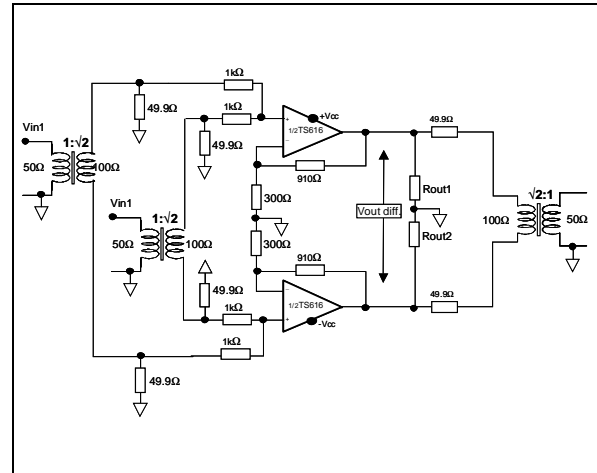 1kΩ
49.9Ω
1kΩ
+Vcc
+
1/2TS616
_
49.9Ω
Vin1
1:√2
49.9Ω
910Ω
50Ω
100Ω
300Ω
Rout1
Vin1
1:√2
Vout diff.
√2:1
50Ω
100Ω
300Ω
Rout2
100Ω
50Ω
910Ω
49.9Ω
_
1/2TS616
49.9Ω
1kΩ
+
-Vcc
1kΩ
49.9Ω